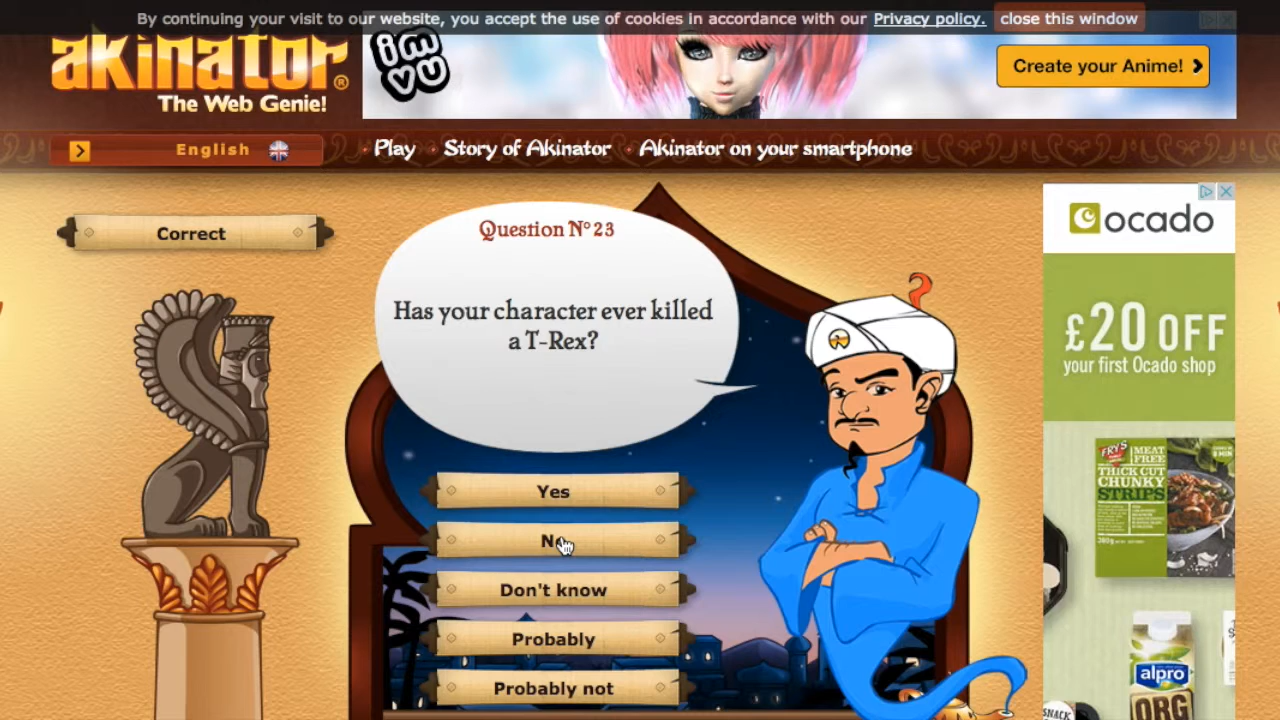 By continuing your visit to our website, you accept the use of cookies in accordance with our Privacy policy. close this window
akinator®
The Web Genie!
Create your Anime! >
English
Play
Story of Akinator
Akinator on your smartphone
Correct
Question N° 23
Has your character ever killed
a T-Rex?
Yes
Don't know
Probably
Probably not
ocado
£20 OFF
your first Ocado shop
FRY'S
MEAT
FREE
THICK CUT
CHUNKY
STRIPS
380g
alpro
ORG
SNACK